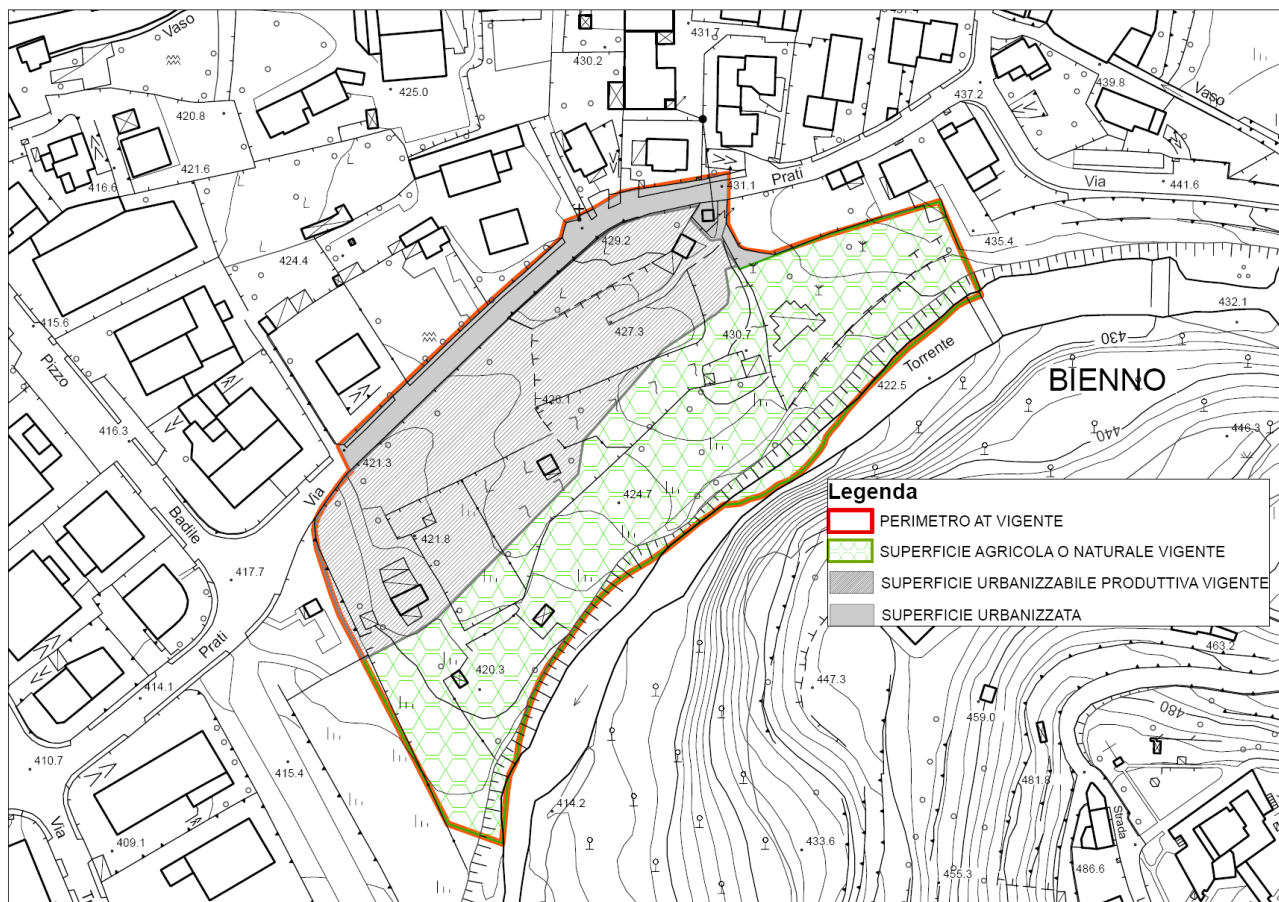 Vaso
431.7
437.4
430.2
425.0
439.8
Vaso
437.2
420.8
421.6
416.6
431.1
Prati
Via
441.6
429.2
435.4
424.4
432.1
415.6
427.3
430.7
430
Torrente
422.5
BIENNO
Pizzo
426.1
416.3
440
446.3
421.3
Via
424.7
Badile
421.8
417.7
Legenda
PERIMETRO AT VIGENTE
SUPERFICIE AGRICOLA O NATURALE VIGENTE
SUPERFICIE URBANIZZABILE PRODUTTIVA VIGENTE
SUPERFICIE URBANIZZATA
Prati
463.2
420.3
447.3
414.1
459.0
480
410.7
415.4
481.8
414.2
Via
409.1
433.6
Strada
486.6
455.3